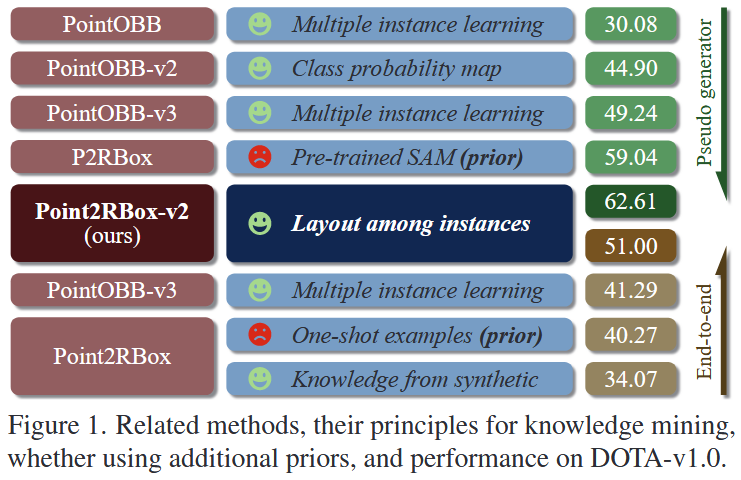 PointOBB Multiple instance learning 30.08
PointOBB-v2 Class probability map 44.90
PointOBB-v3 Multiple instance learning 49.24
P2RBox Pre-trained SAM (prior) 59.04
Point2RBox-v2 (ours) Layout among instances 62.61 51.00
PointOBB-v3 Multiple instance learning 41.29
Point2RBox One-shot examples (prior) 40.27
Knowledge from synthetic 34.07
Pseudo generator
End-to-end
Figure 1. Related methods, their principles for knowledge mining,
whether using additional priors, and performance on DOTA-v1.0.